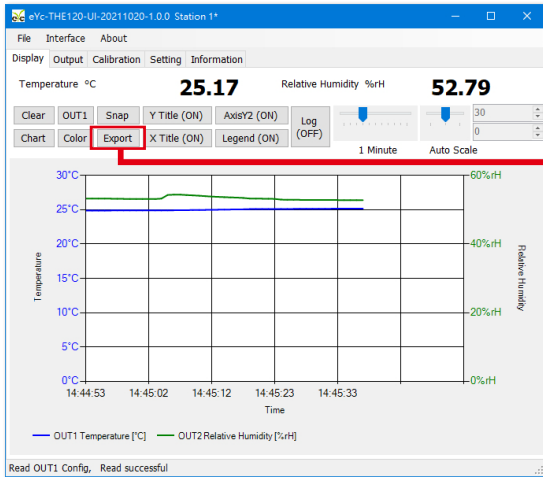 eYc-THE120-UI-20211020-1.0.0 Station 1*
File Interface About
Display Output Calibration Setting Information
Temperature °C 25.17 Relative Humidity %rH 52.79
Clear OUT1 Snap Y Title (ON) AxisY2 (ON) Log (OFF) 30
Chart Color Export X Title (ON) Legend (ON) 0
1 Minute Auto Scale
30°C 60%rH
25°C
20°C 40%rH
15°C
10°C 20%rH
5°C
0°C 0%rH
Temperature
Relative Humidity
14:44:53 14:45:02 14:45:12 14:45:23 14:45:33
Time
OUT1 Temperature [°C] OUT2 Relative Humidity [%rH]
Read OUT1 Config, Read successful